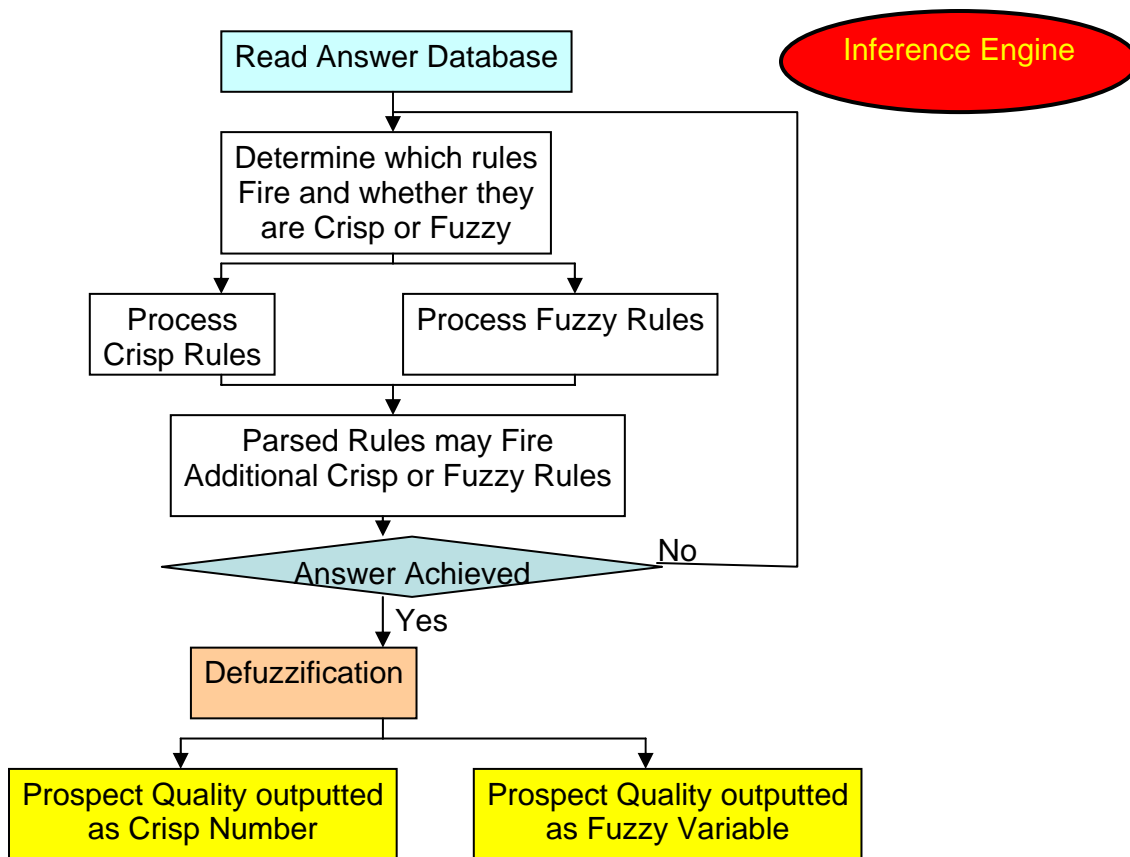 Read Answer Database
Inference Engine
Determine which rules
Fire and whether they
are Crisp or Fuzzy
Process
Crisp Rules
Process Fuzzy Rules
Parsed Rules may Fire
Additional Crisp or Fuzzy Rules
Answer Achieved
No
Yes
Defuzzification
Prospect Quality outputted
as Crisp Number
Prospect Quality outputted
as Fuzzy Variable